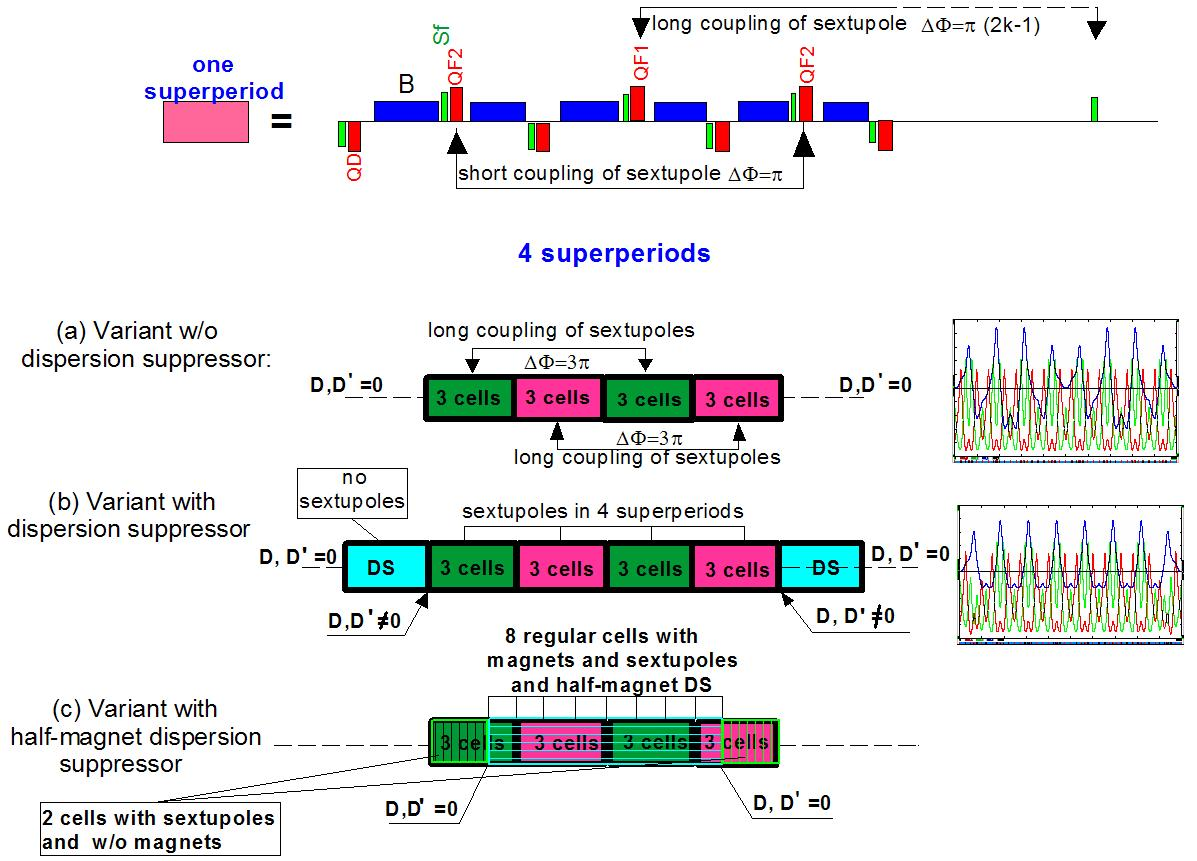 long coupling of sextupole ΔΦ=π (2k-1)
one
superperiod
=
B
Sf
QF2
QF1
QF2
QD
short coupling of sextupole ΔΦ=π
4 superperiods
(a) Variant w/o
dispersion suppressor:
long coupling of sextupoles
ΔΦ=3π
D,D' =0
3 cells 3 cells 3 cells 3 cells
D,D' =0
ΔΦ=3π
long coupling of sextupoles
(b) Variant with
dispersion suppressor
no
sextupoles
sextupoles in 4 superperiods
D, D' =0
DS 3 cells 3 cells 3 cells 3 cells DS
D, D' =0
D,D' ≠0
D, D' ≠0
8 regular cells with
magnets and sextupoles
and half-magnet DS
(c) Variant with
half-magnet dispersion
suppressor
3 cells 3 cells 3 cells 3 cells
D,D' =0
D, D' =0
2 cells with sextupoles
and w/o magnets